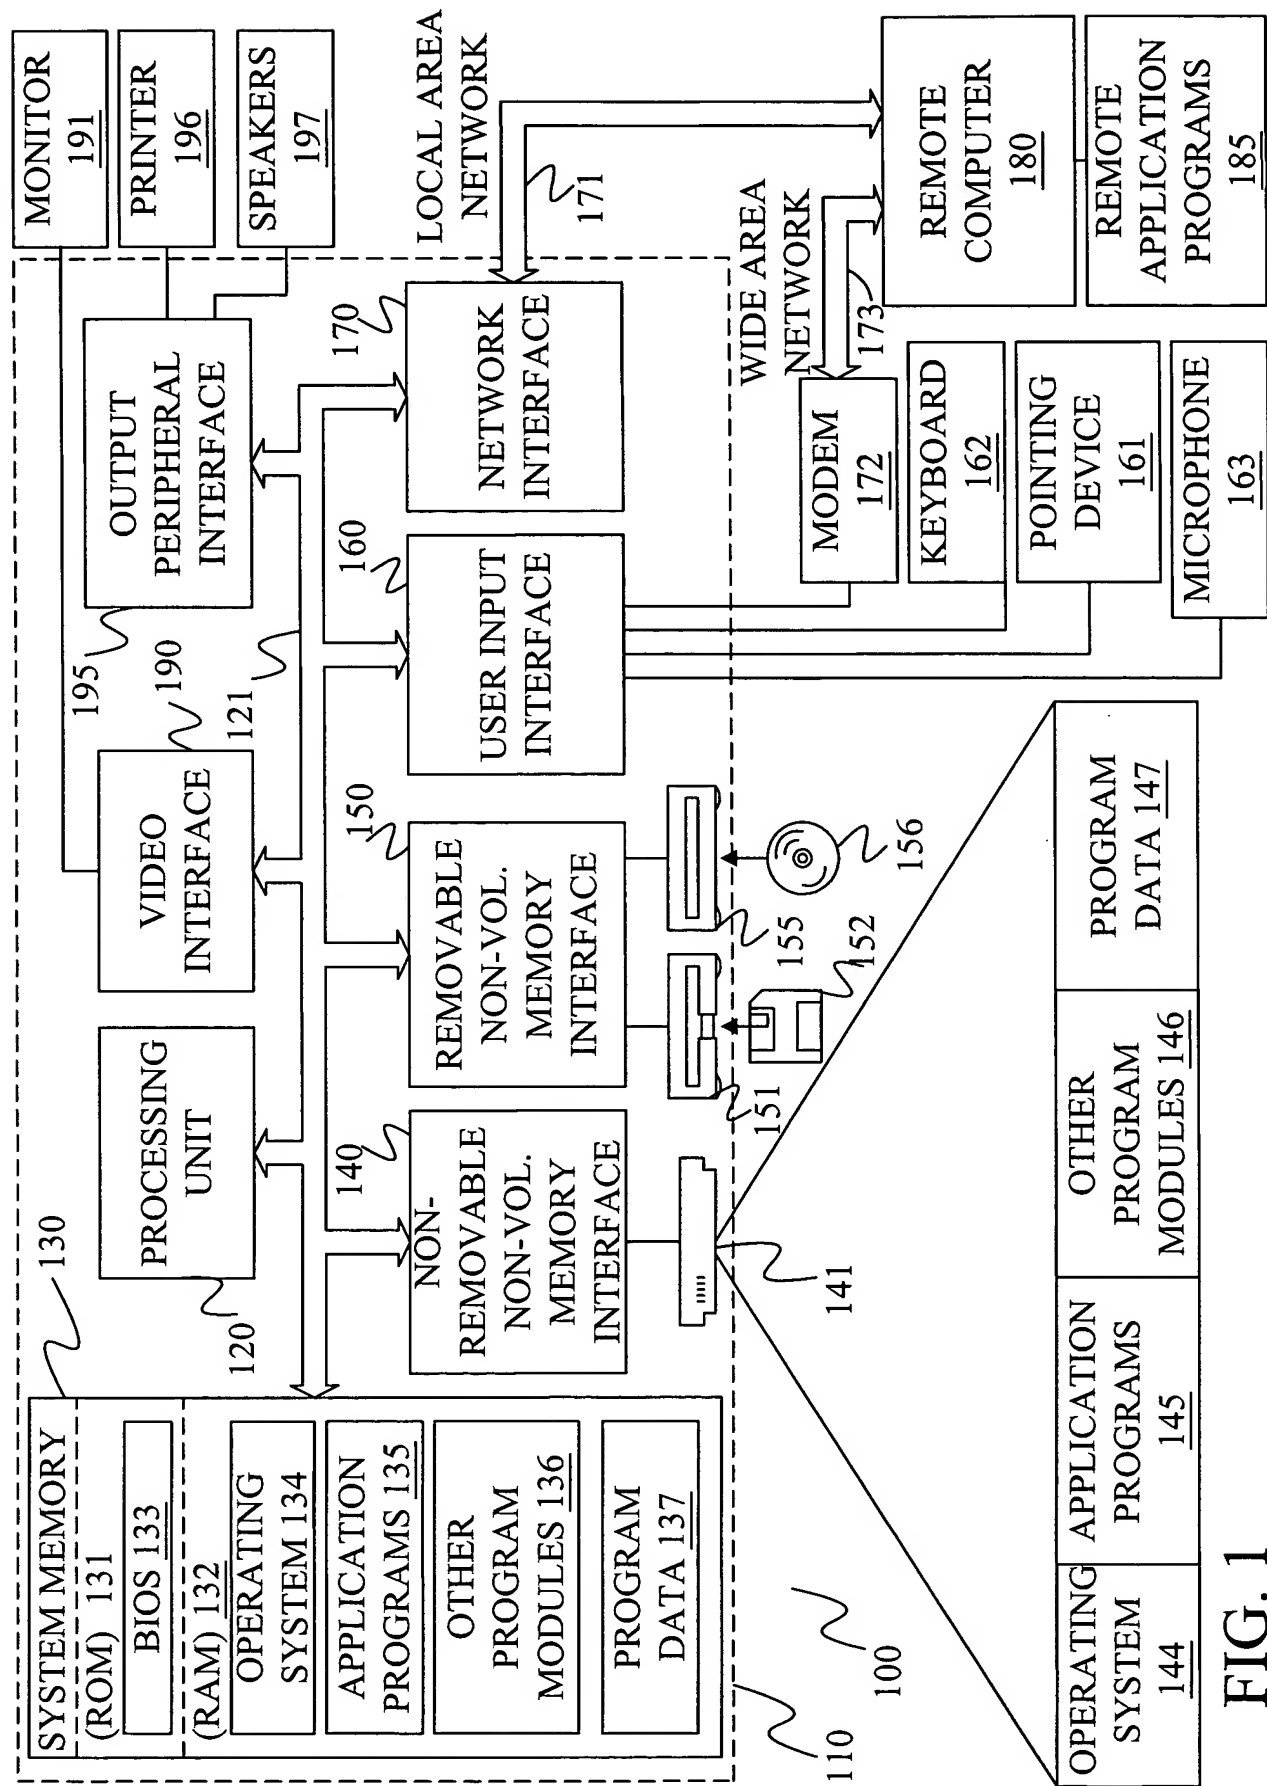 SYSTEM MEMORY
(ROM) 131
BIOS 133
(RAM) 132
OPERATING
SYSTEM 134
APPLICATION
PROGRAMS 135
OTHER
PROGRAM
MODULES 136
PROGRAM
DATA 137
130
120
PROCESSING
UNIT
VIDEO
INTERFACE
190
121
195
OUTPUT
PERIPHERAL
INTERFACE
MONITOR
191
PRINTER
196
SPEAKERS
197
140
NON-
REMOVABLE
NON-VOL.
MEMORY
INTERFACE
150
REMOVABLE
NON-VOL.
MEMORY
INTERFACE
160
USER INPUT
INTERFACE
170
NETWORK
INTERFACE
LOCAL AREA
NETWORK
171
141
151
152
155
156
WIDE AREA
NETWORK
173
MODEM
172
KEYBOARD
162
POINTING
DEVICE
161
MICROPHONE
163
REMOTE
COMPUTER
180
REMOTE
APPLICATION
PROGRAMS
185
110
100
OPERATING
SYSTEM
144
APPLICATION
PROGRAMS
145
OTHER
PROGRAM
MODULES 146
PROGRAM
DATA 147
FIG. 1